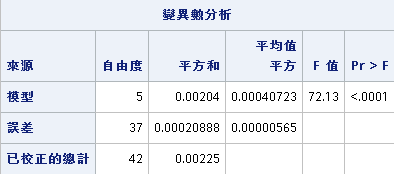 變異數分析
來源 自由度 平方和 平均值平方 F 值 Pr > F
模型 5 0.00204 0.00040723 72.13 <.0001
誤差 37 0.00020888 0.00000565
已校正的總計 42 0.00225